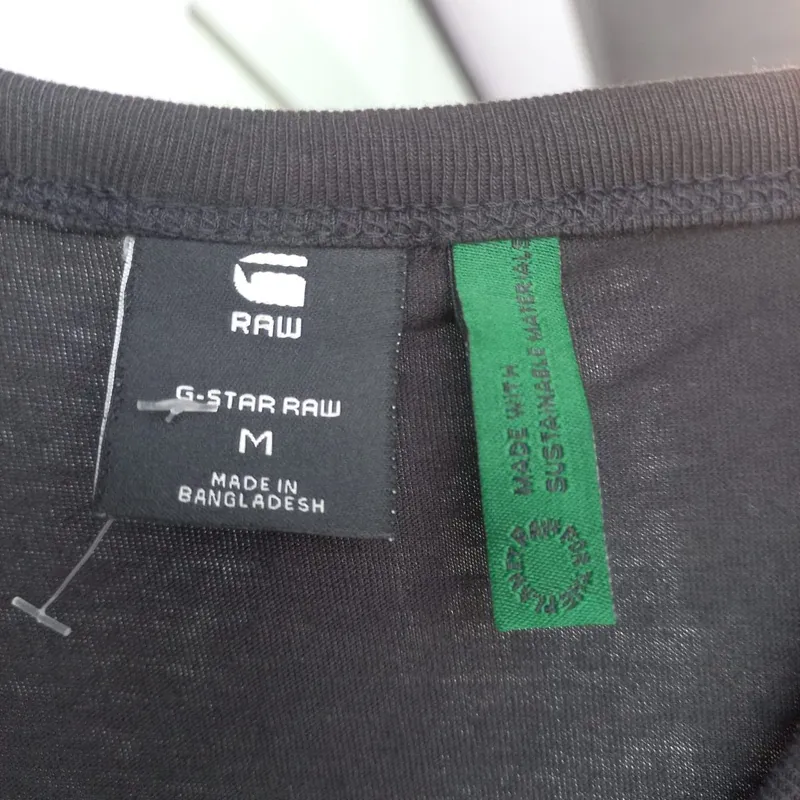 RAW
G-STAR RAW
M
MADE IN
BANGLADESH
MADE WITH
SUSTAINABLE MATERIALS